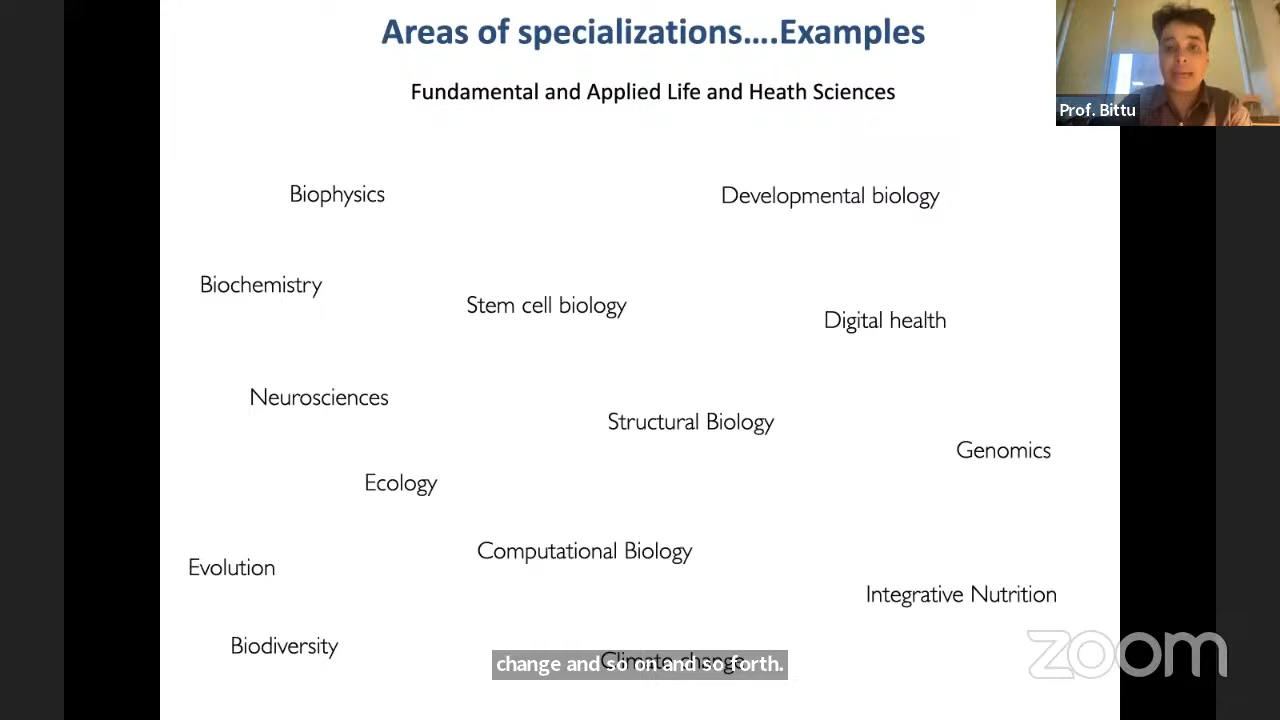 Areas of specializations....Examples
Fundamental and Applied Life and Heath Sciences
Prof. Bittu
Biophysics
Developmental biology
Biochemistry
Stem cell biology
Digital health
Neurosciences
Structural Biology
Genomics
Ecology
Computational Biology
Evolution
Integrative Nutrition
Biodiversity
Climate change
change and so on and so forth.
zoom